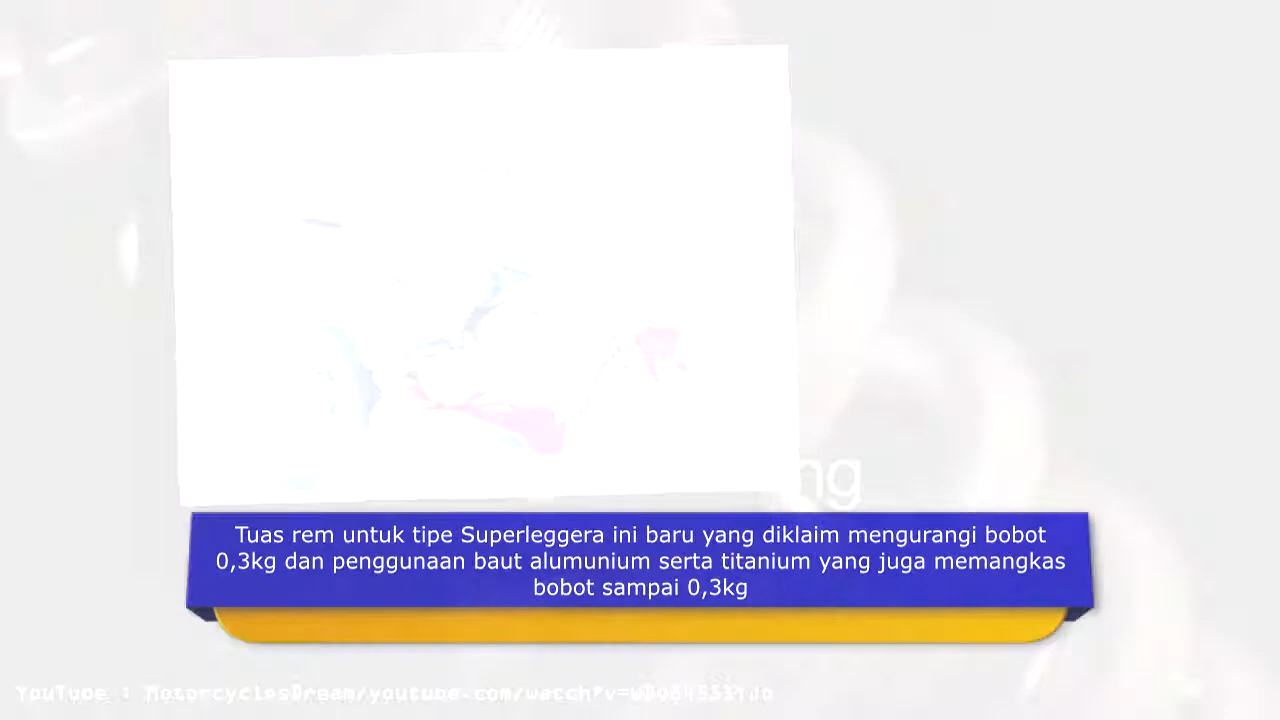 ng
Tuas rem untuk tipe Superleggera ini baru yang diklaim mengurangi bobot
0,3kg dan penggunaan baut alumunium serta titanium yang juga memangkas
bobot sampai 0,3kg
YouTube : MotorcyclesDream/youtube.com/watch?v=